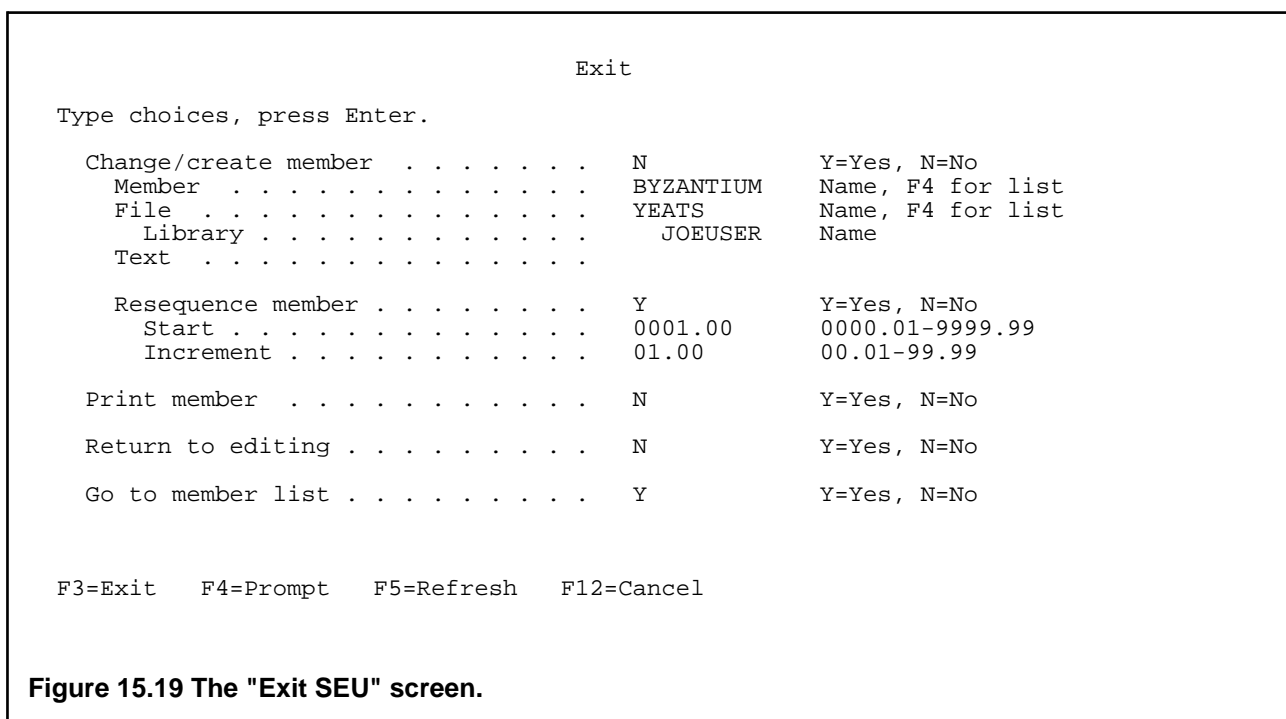 Exit
Type choices, press Enter.
Change/create member . . . . . . . N Y=Yes, N=No
Member . . . . . . . . . . . . . BYZANTIUM Name, F4 for list
File . . . . . . . . . . . . . . YEATS Name, F4 for list
Library . . . . . . . . . . . . JOEUSER Name
Text . . . . . . . . . . . . . .
Resequence member . . . . . . . . Y Y=Yes, N=No
Start . . . . . . . . . . . . . 0001.00 0000.01-9999.99
Increment . . . . . . . . . . . 01.00 00.01-99.99
Print member . . . . . . . . . . . N Y=Yes, N=No
Return to editing . . . . . . . . . N Y=Yes, N=No
Go to member list . . . . . . . . . Y Y=Yes, N=No
F3=Exit F4=Prompt F5=Refresh F12=Cancel
Figure 15.19 The "Exit SEU" screen.